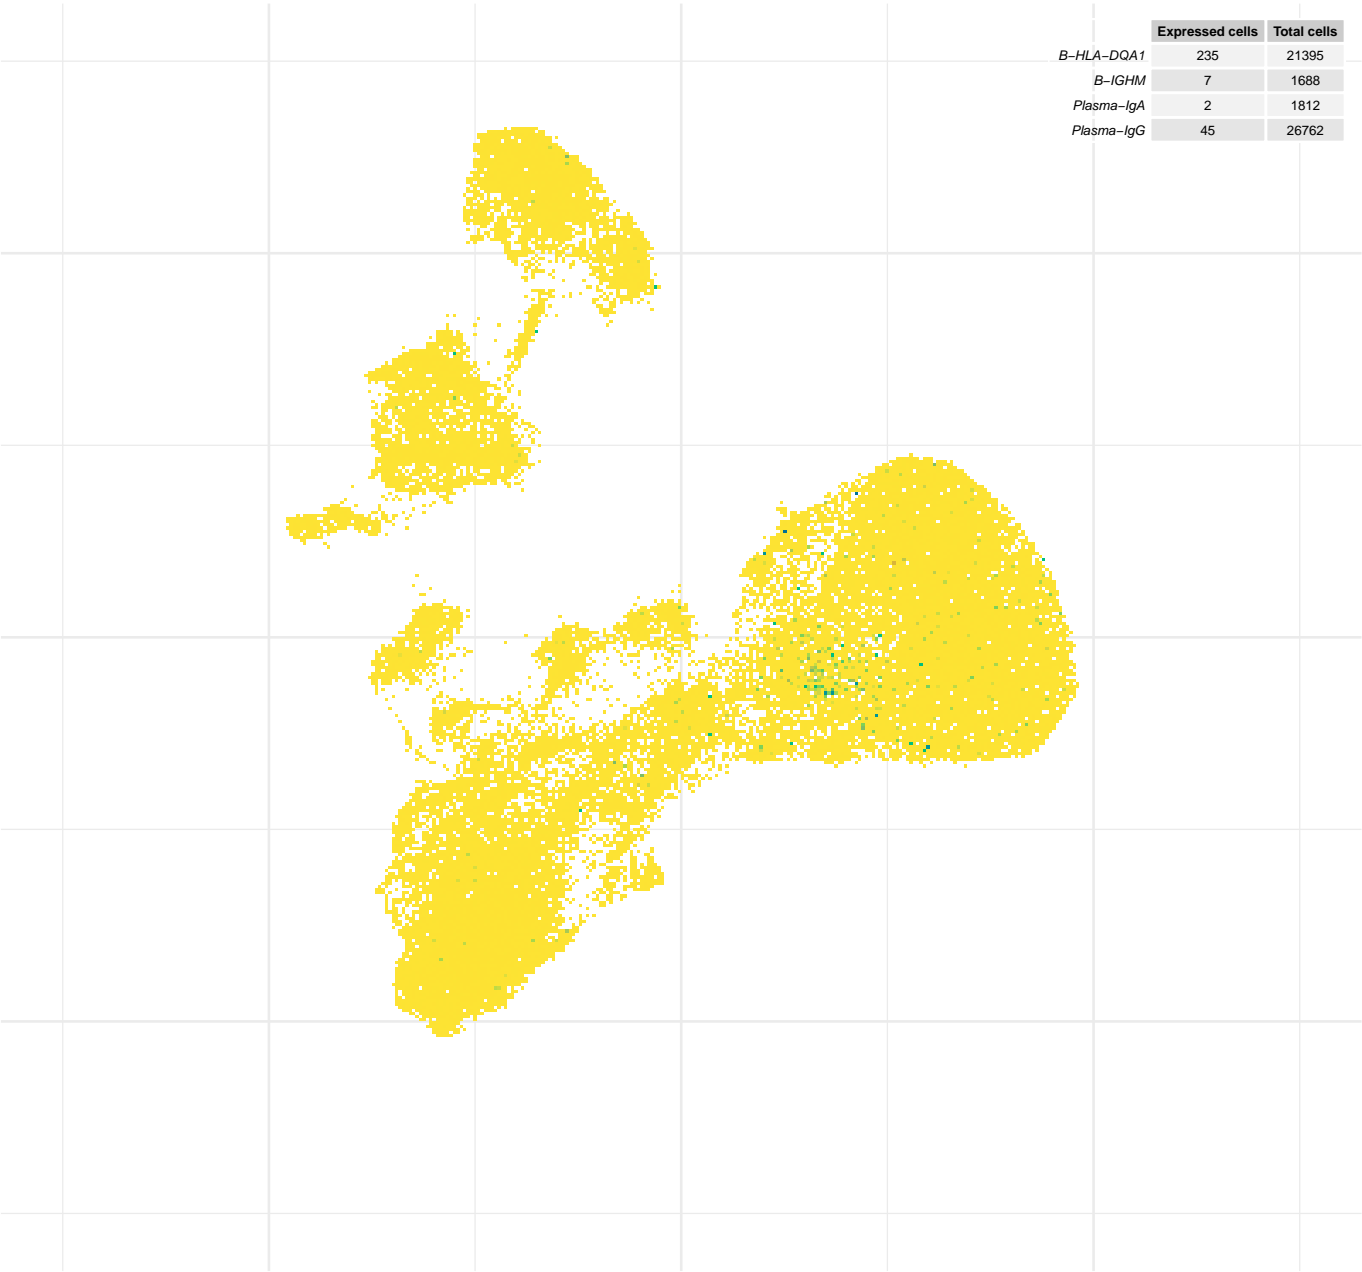 Expressed cells Total cells
B−HLA−DQA1 235 21395
B−IGHM 7 1688
Plasma−IgA 2 1812
Plasma−IgG 45 26762